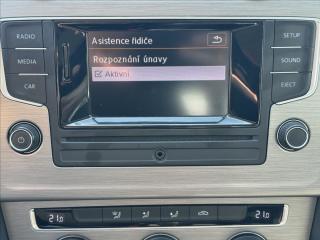 RADIO
MEDIA
CAR
Asistence řidiče
Rozpoznání únavy
Aktivní
SETUP
SOUND
EJECT
21.0
21.0